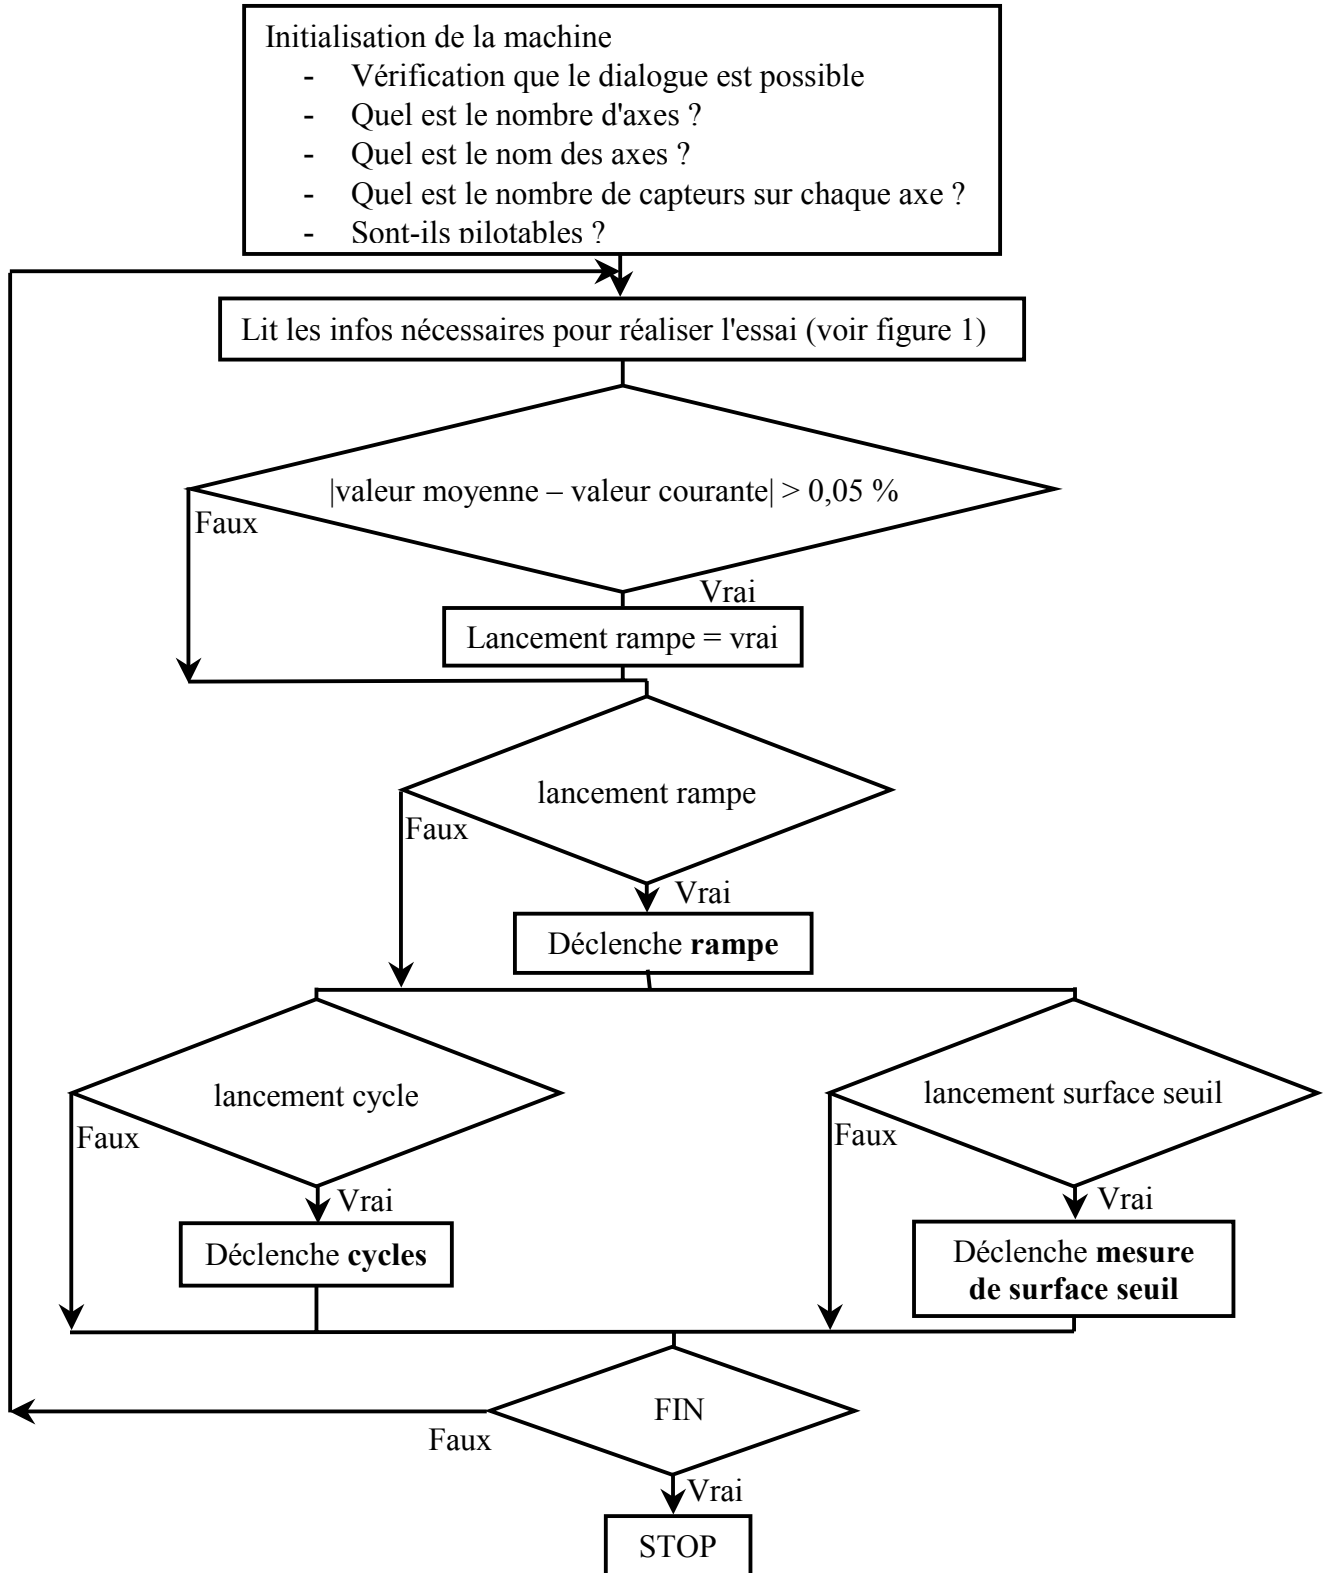 Initialisation de la machine
- Vérification que le dialogue est possible
- Quel est le nombre d'axes ?
- Quel est le nom des axes ?
- Quel est le nombre de capteurs sur chaque axe ?
- Sont-ils pilotables ?
Lit les infos nécessaires pour réaliser l'essai (voir figure 1)
|valeur moyenne – valeur courante| > 0,05 %
Faux
Vrai
Lancement rampe = vrai
lancement rampe
Faux
Vrai
Déclenche rampe
lancement cycle
Faux
Vrai
Déclenche cycles
lancement surface seuil
Faux
Vrai
Déclenche mesure
de surface seuil
FIN
Faux
Vrai
STOP